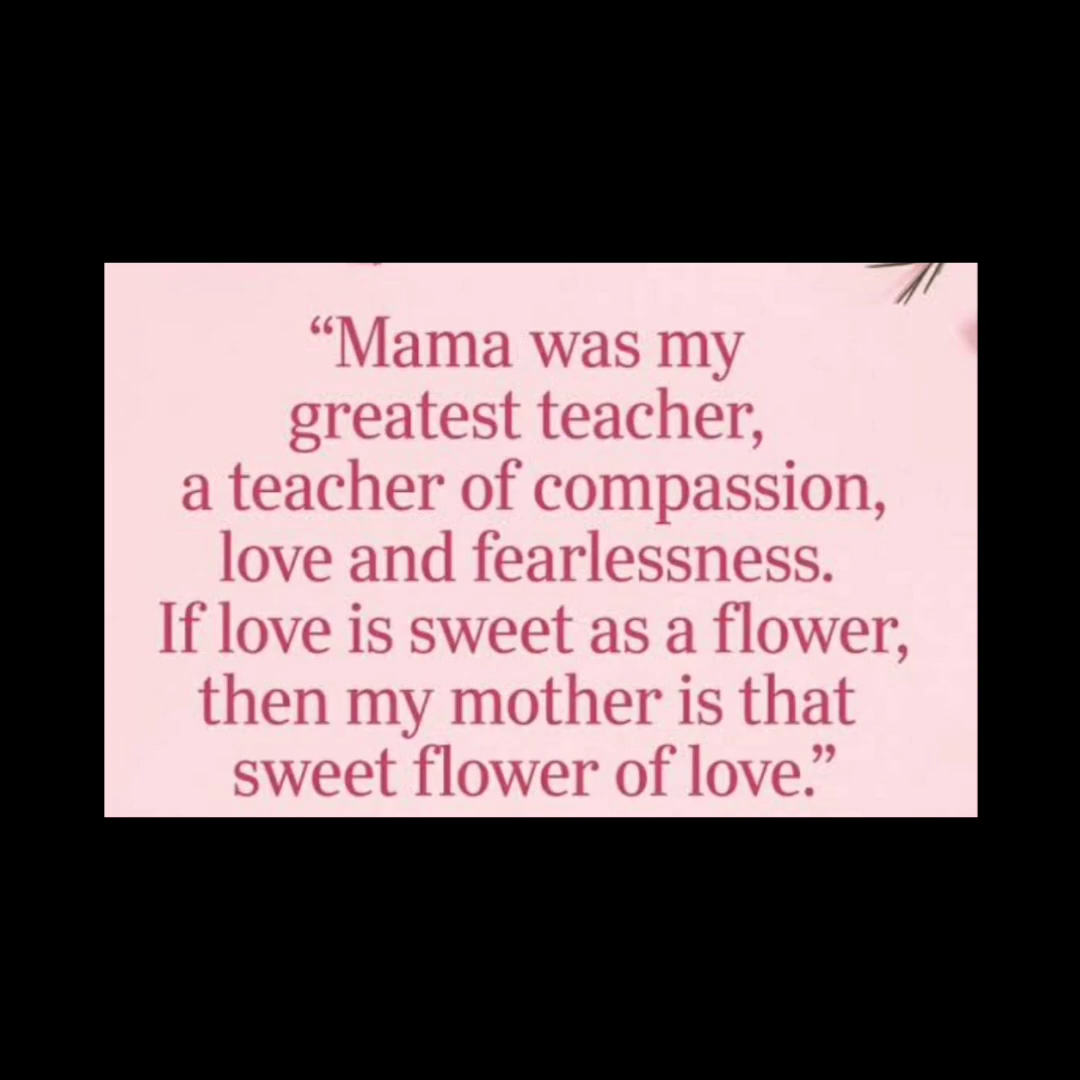 “Mama was my
greatest teacher,
a teacher of compassion,
love and fearlessness.
If love is sweet as a flower,
then my mother is that
sweet flower of love.”